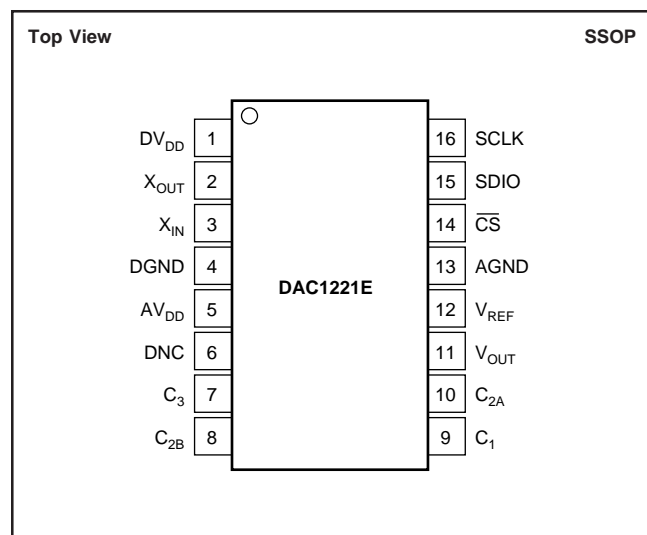 Top View SSOP
DV_DD 1 16 SCLK
X_OUT 2 15 SDIO
X_IN 3 14 C̅S̅
DGND 4 13 AGND
DAC1221E
AV_DD 5 12 V_REF
DNC 6 11 V_OUT
C_3 7 10 C_2A
C_2B 8 9 C_1